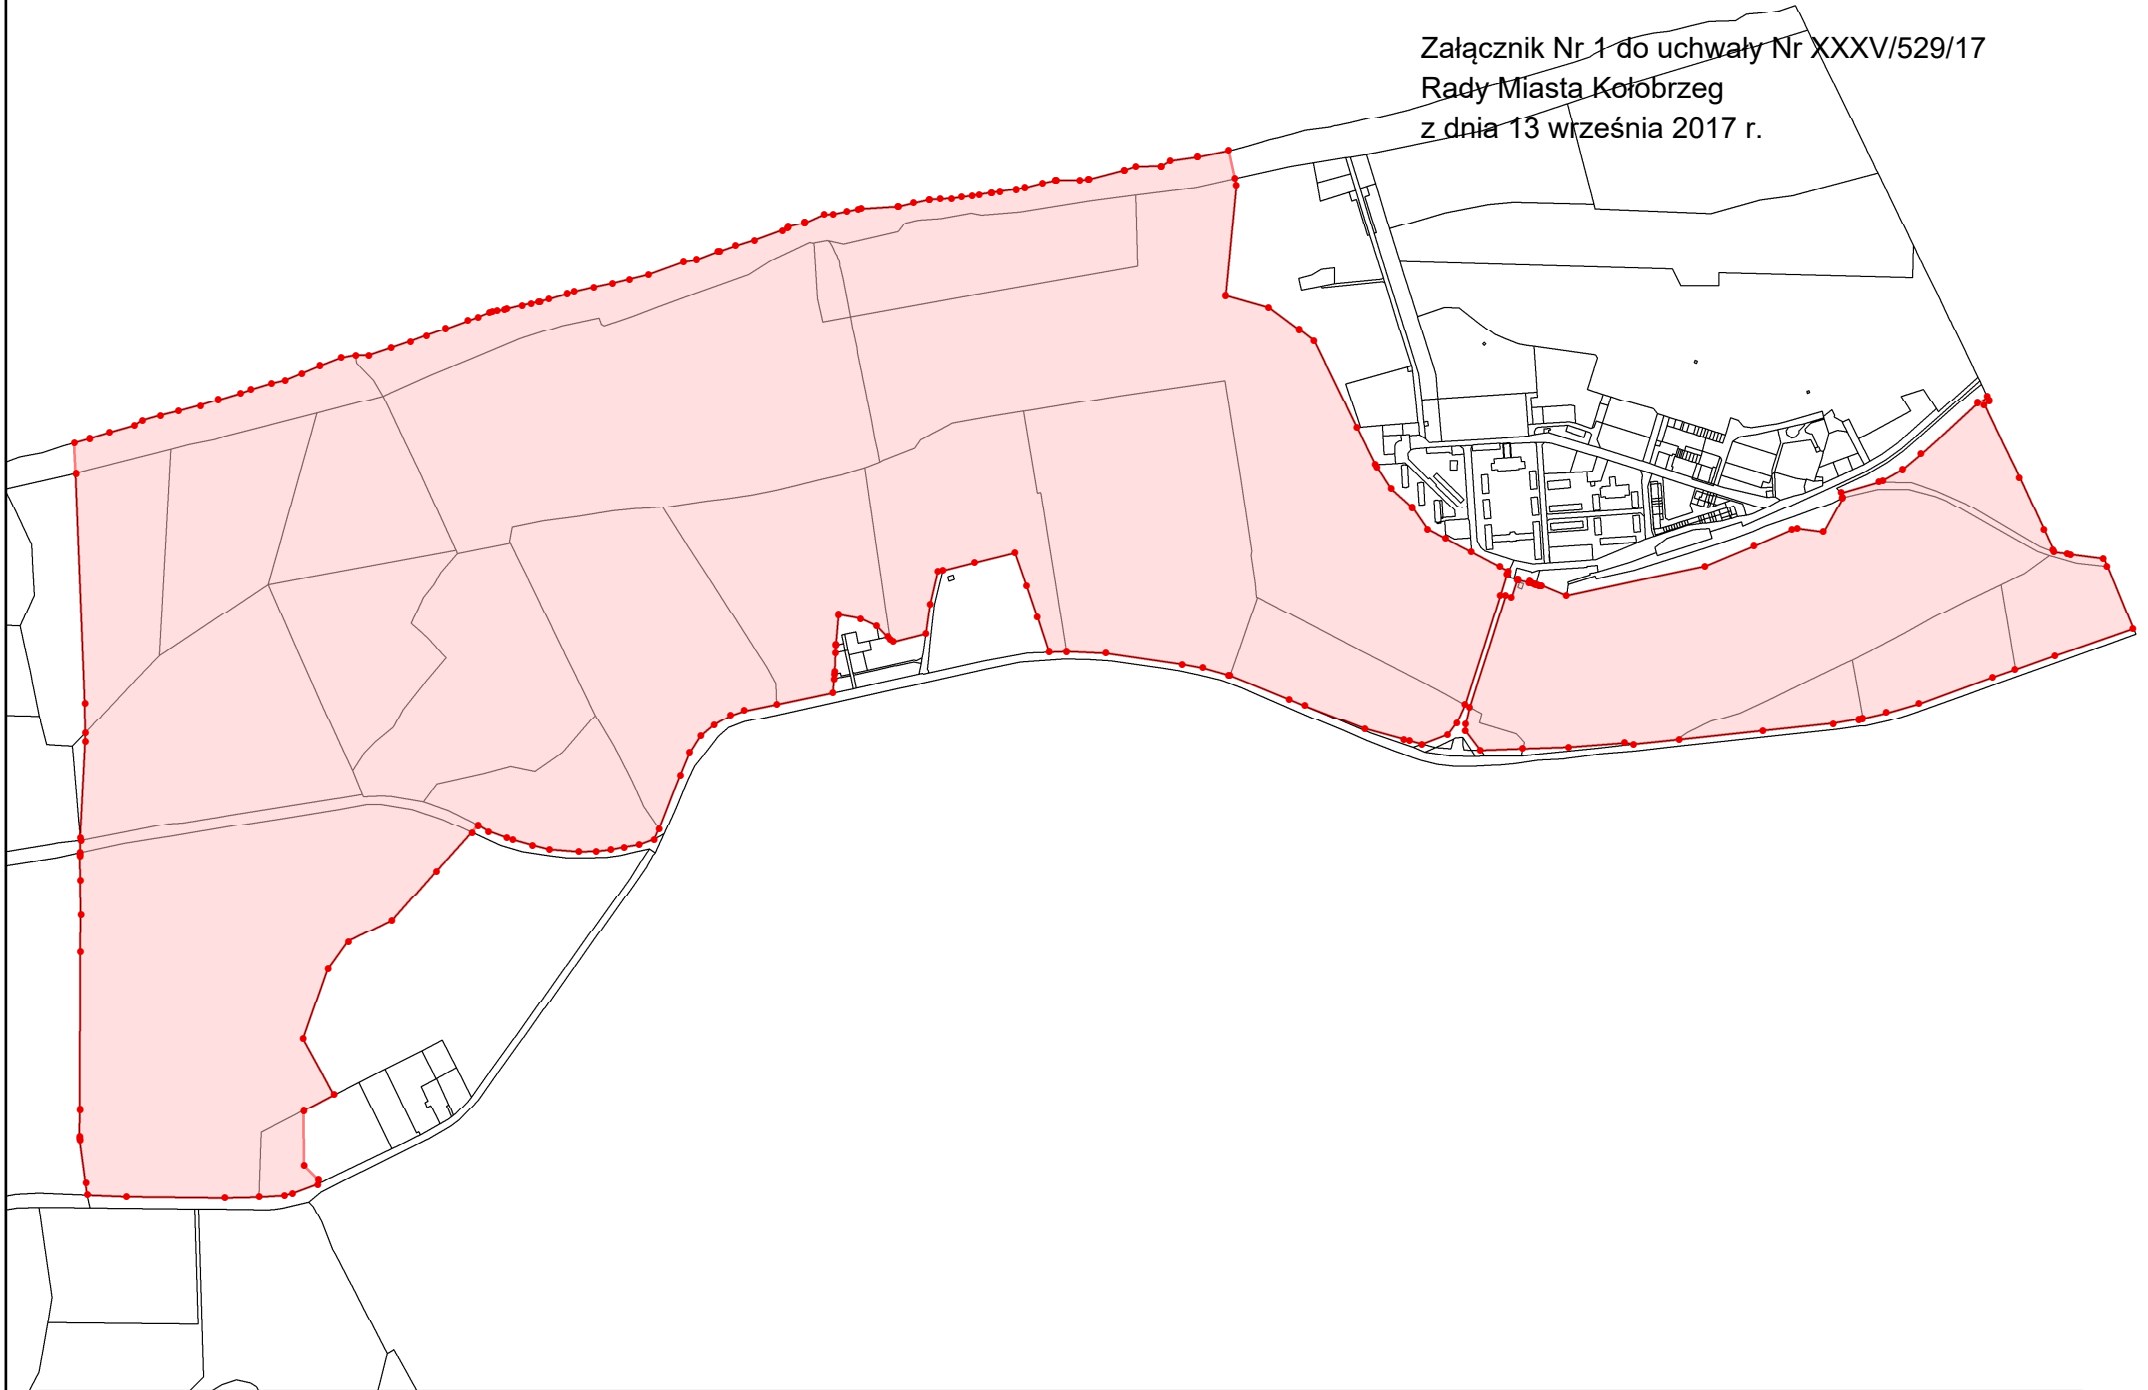 Załącznik Nr 1 do uchwały Nr XXXV/529/17
Rady Miasta Kołobrzeg
z dnia 13 września 2017 r.